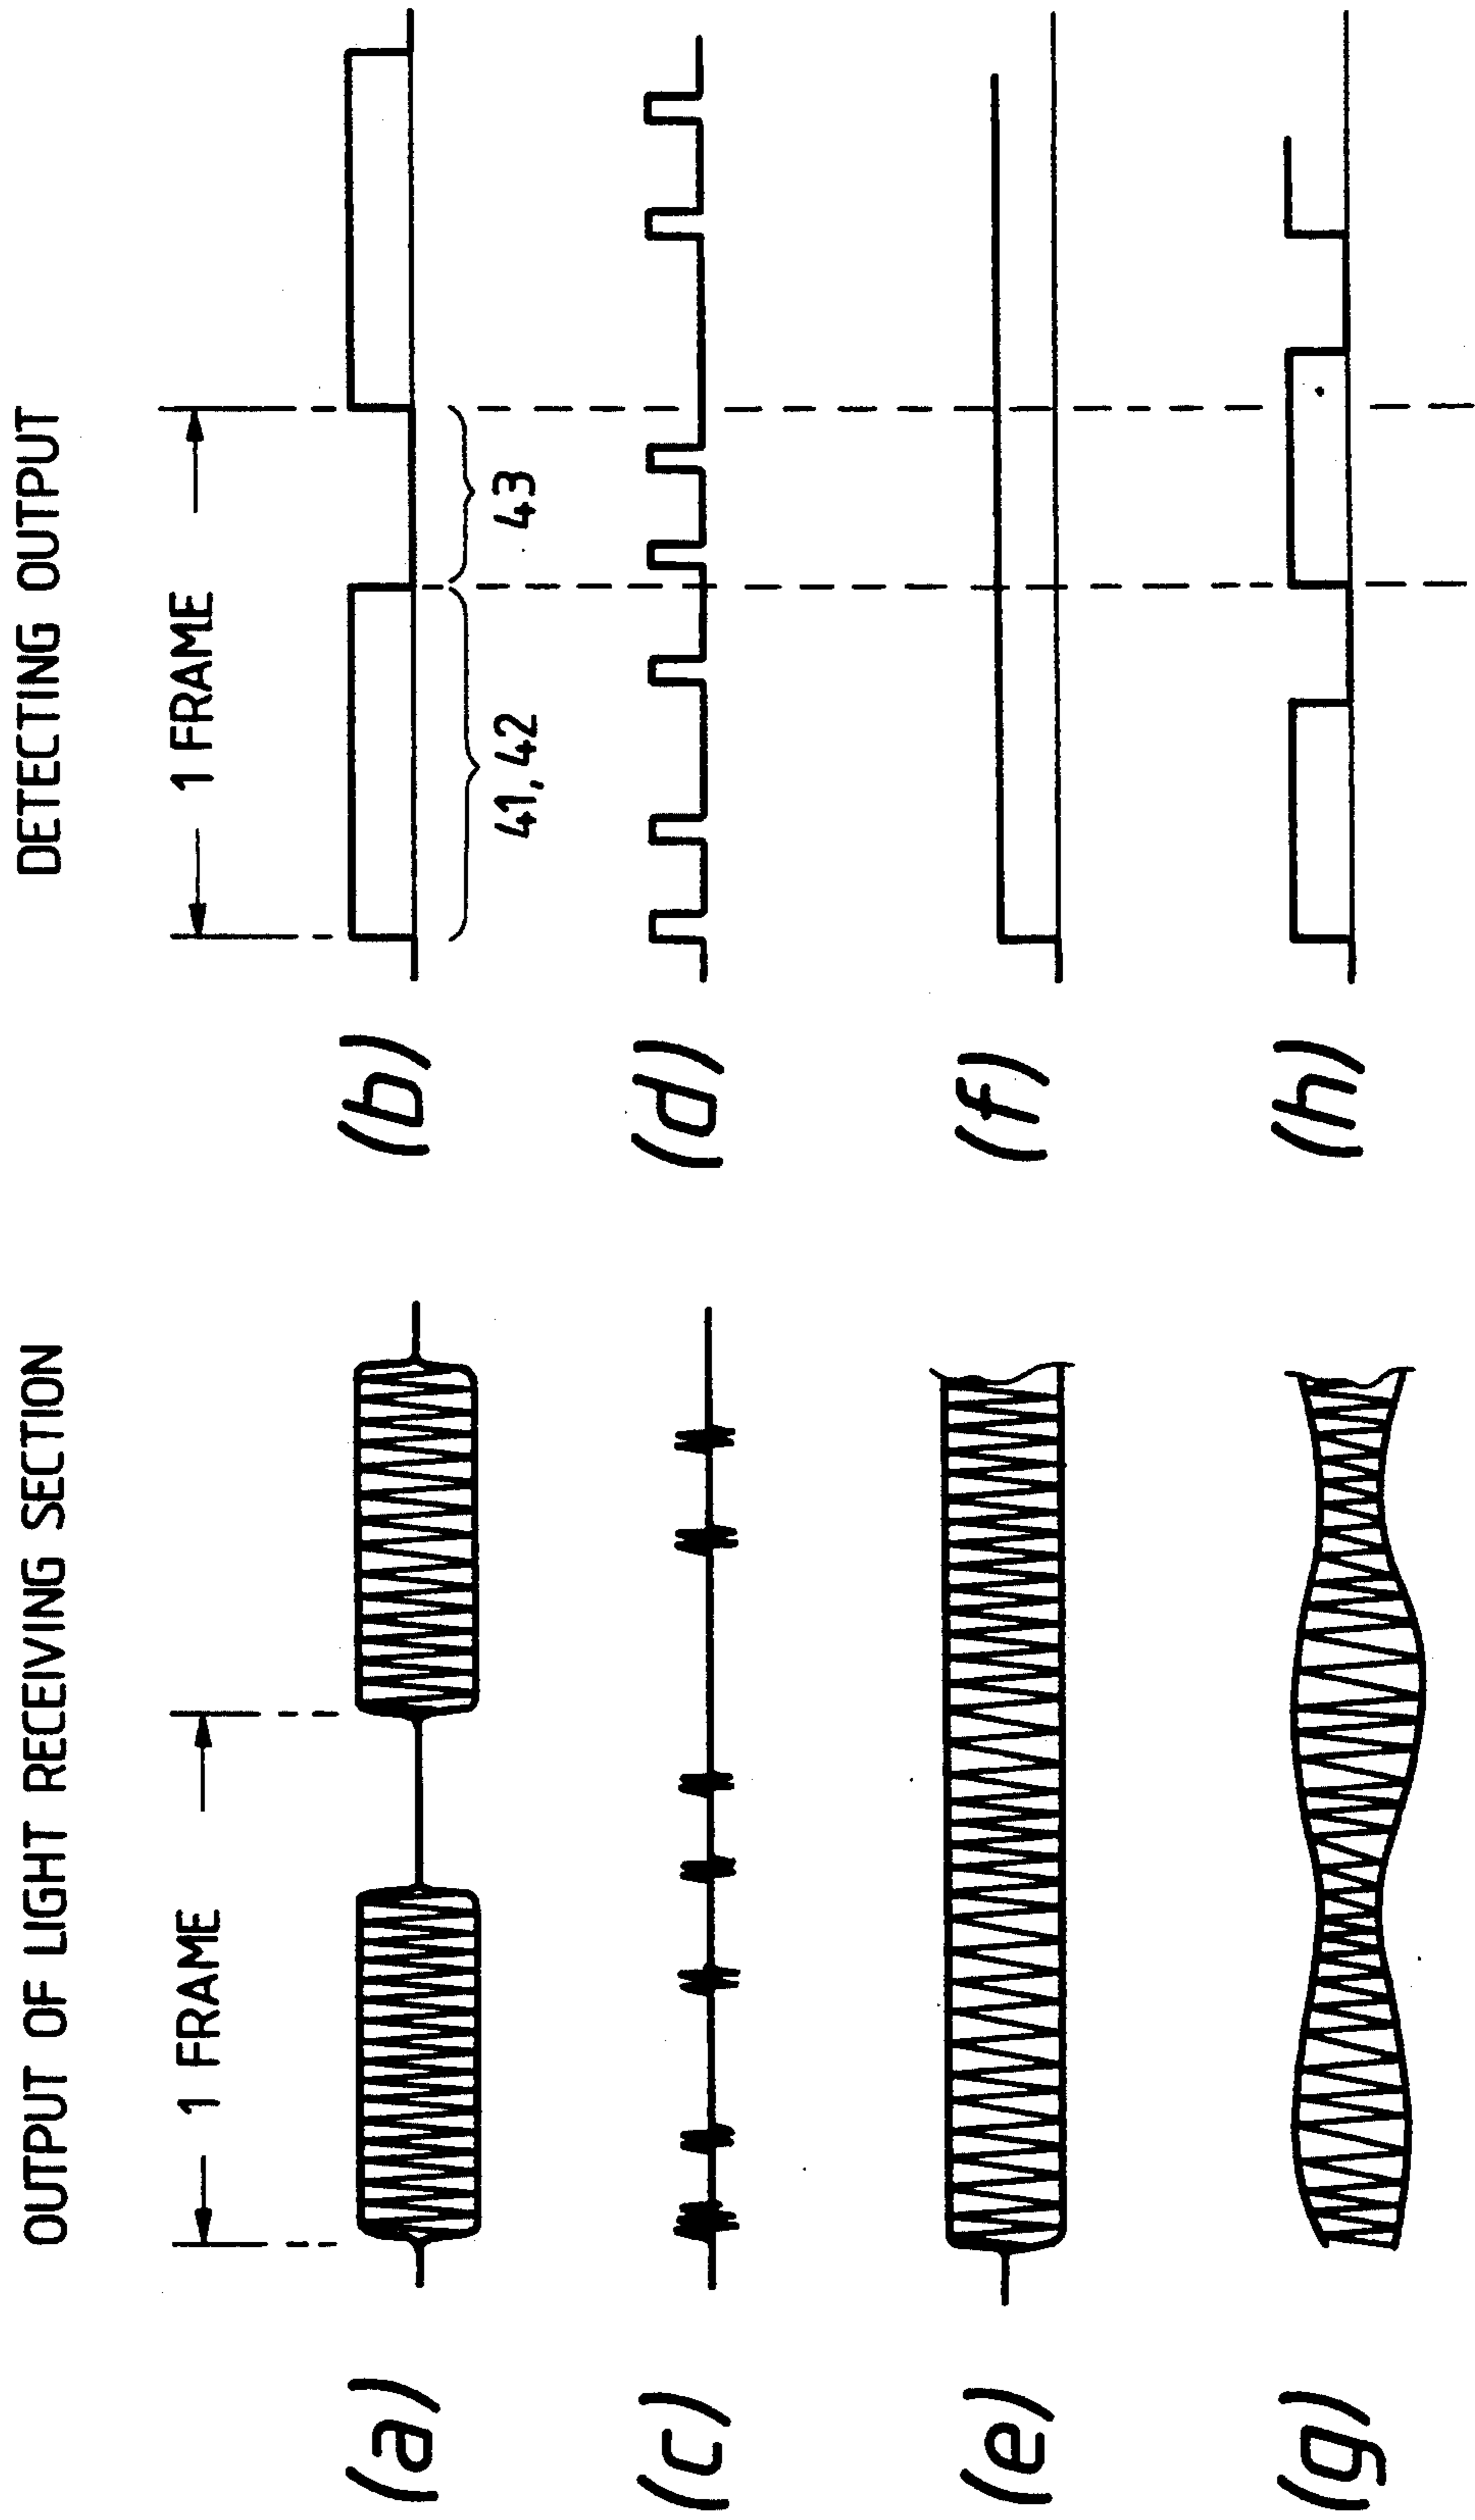 OUTPUT OF LIGHT RECEIVING SECTION
DETECTING OUTPUT
1 FRAME
1 FRAME
(a)
(b)
41, 42
43
(c)
(d)
(e)
(f)
(g)
(h)